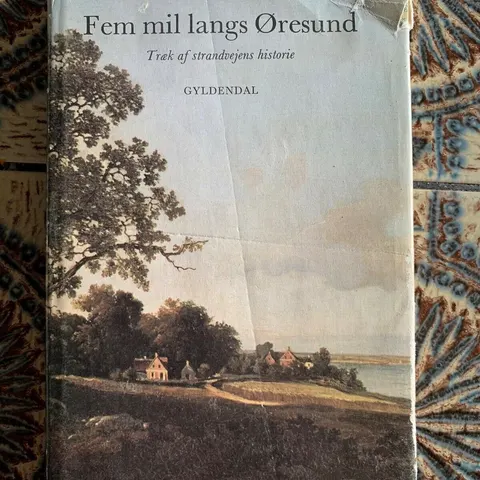 Fem mil langs Øresund
Træk af strandvejens historie
GYLDENDAL